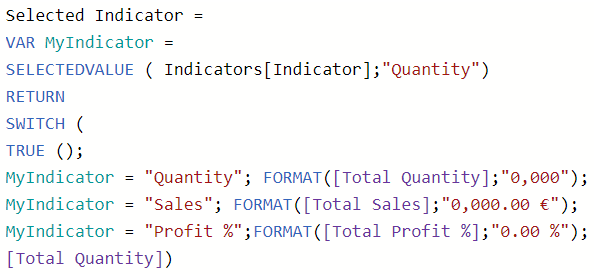 Selected Indicator =
VAR MyIndicator =
SELECTEDVALUE ( Indicators[Indicator];"Quantity")
RETURN
SWITCH (
TRUE ();
MyIndicator = "Quantity"; FORMAT([Total Quantity];"0,000");
MyIndicator = "Sales"; FORMAT([Total Sales];"0,000.00 €");
MyIndicator = "Profit %";FORMAT([Total Profit %];"0.00 %");
[Total Quantity])